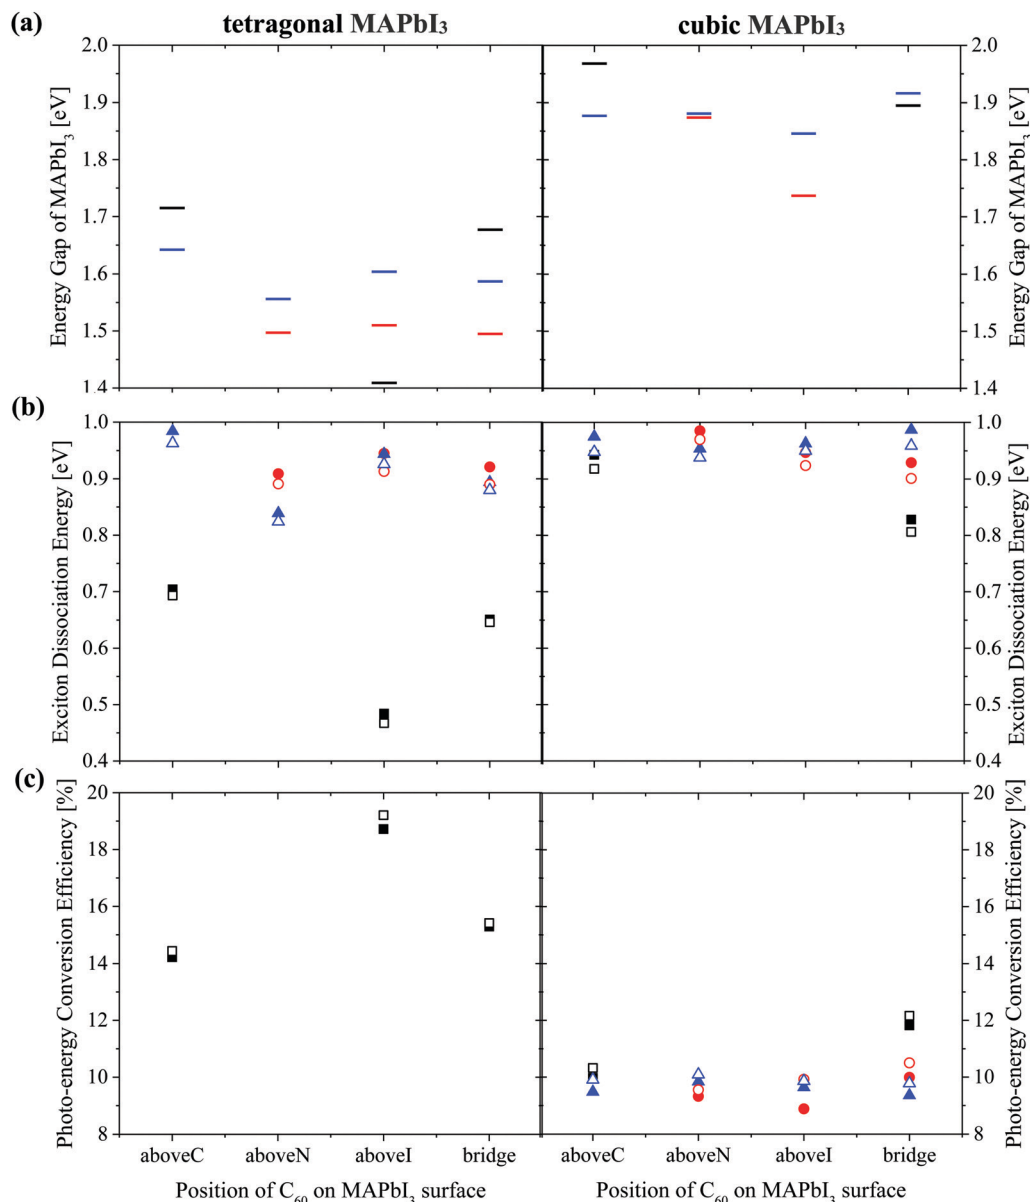 (a)
tetragonal MAPbI₃
cubic MAPbI₃
2.0
1.9
1.8
1.7
1.6
1.5
1.4
Energy Gap of MAPbI₃ [eV]
2.0
1.9
1.8
1.7
1.6
1.5
1.4
Energy Gap of MAPbI₃ [eV]
(b)
1.0
0.9
0.8
0.7
0.6
0.5
0.4
Exciton Dissociation Energy [eV]
1.0
0.9
0.8
0.7
0.6
0.5
0.4
Exciton Dissociation Energy [eV]
(c)
20
18
16
14
12
10
8
Photo-energy Conversion Efficiency [%]
20
18
16
14
12
10
8
Photo-energy Conversion Efficiency [%]
aboveC aboveN aboveI bridge
aboveC aboveN aboveI bridge
Position of C₆₀ on MAPbI₃ surface
Position of C₆₀ on MAPbI₃ surface